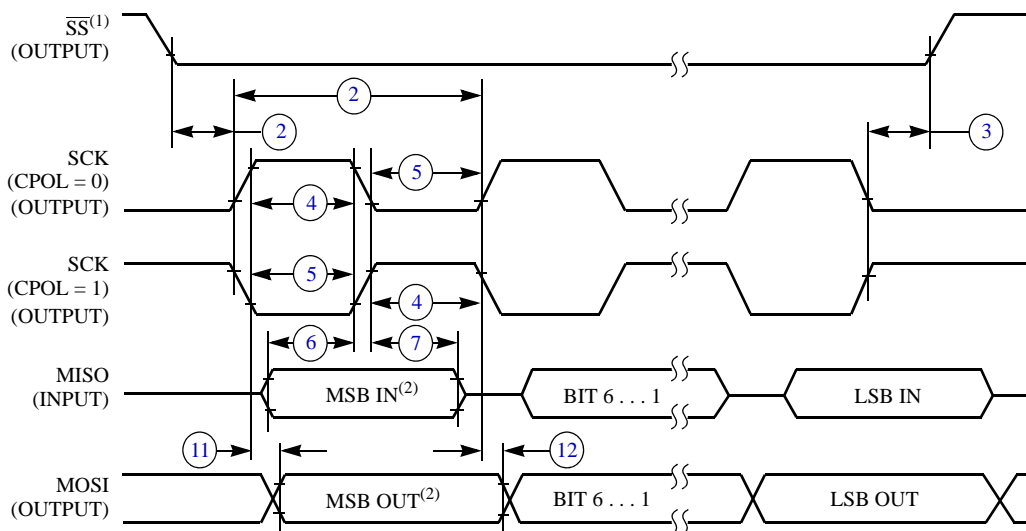 SS(1)
(OUTPUT)
2
2
3
SCK
(CPOL = 0)
(OUTPUT)
5
4
SCK
(CPOL = 1)
(OUTPUT)
5
4
6
7
MISO
(INPUT)
MSB IN(2)
BIT 6 . . . 1
LSB IN
11
12
MOSI
(OUTPUT)
MSB OUT(2)
BIT 6 . . . 1
LSB OUT